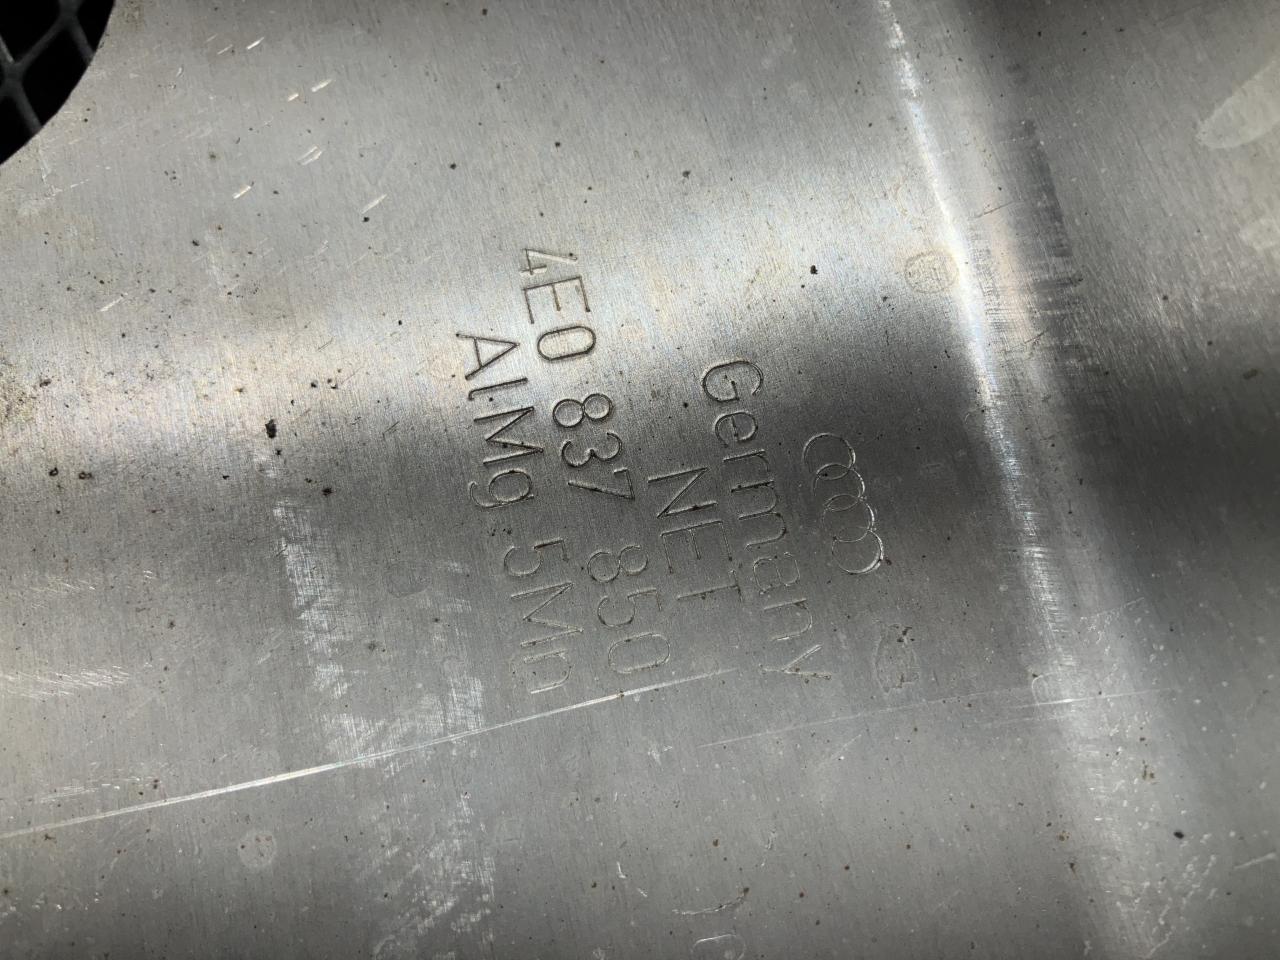 Germany
NET
4E0 837 850
AlMg 5Mn